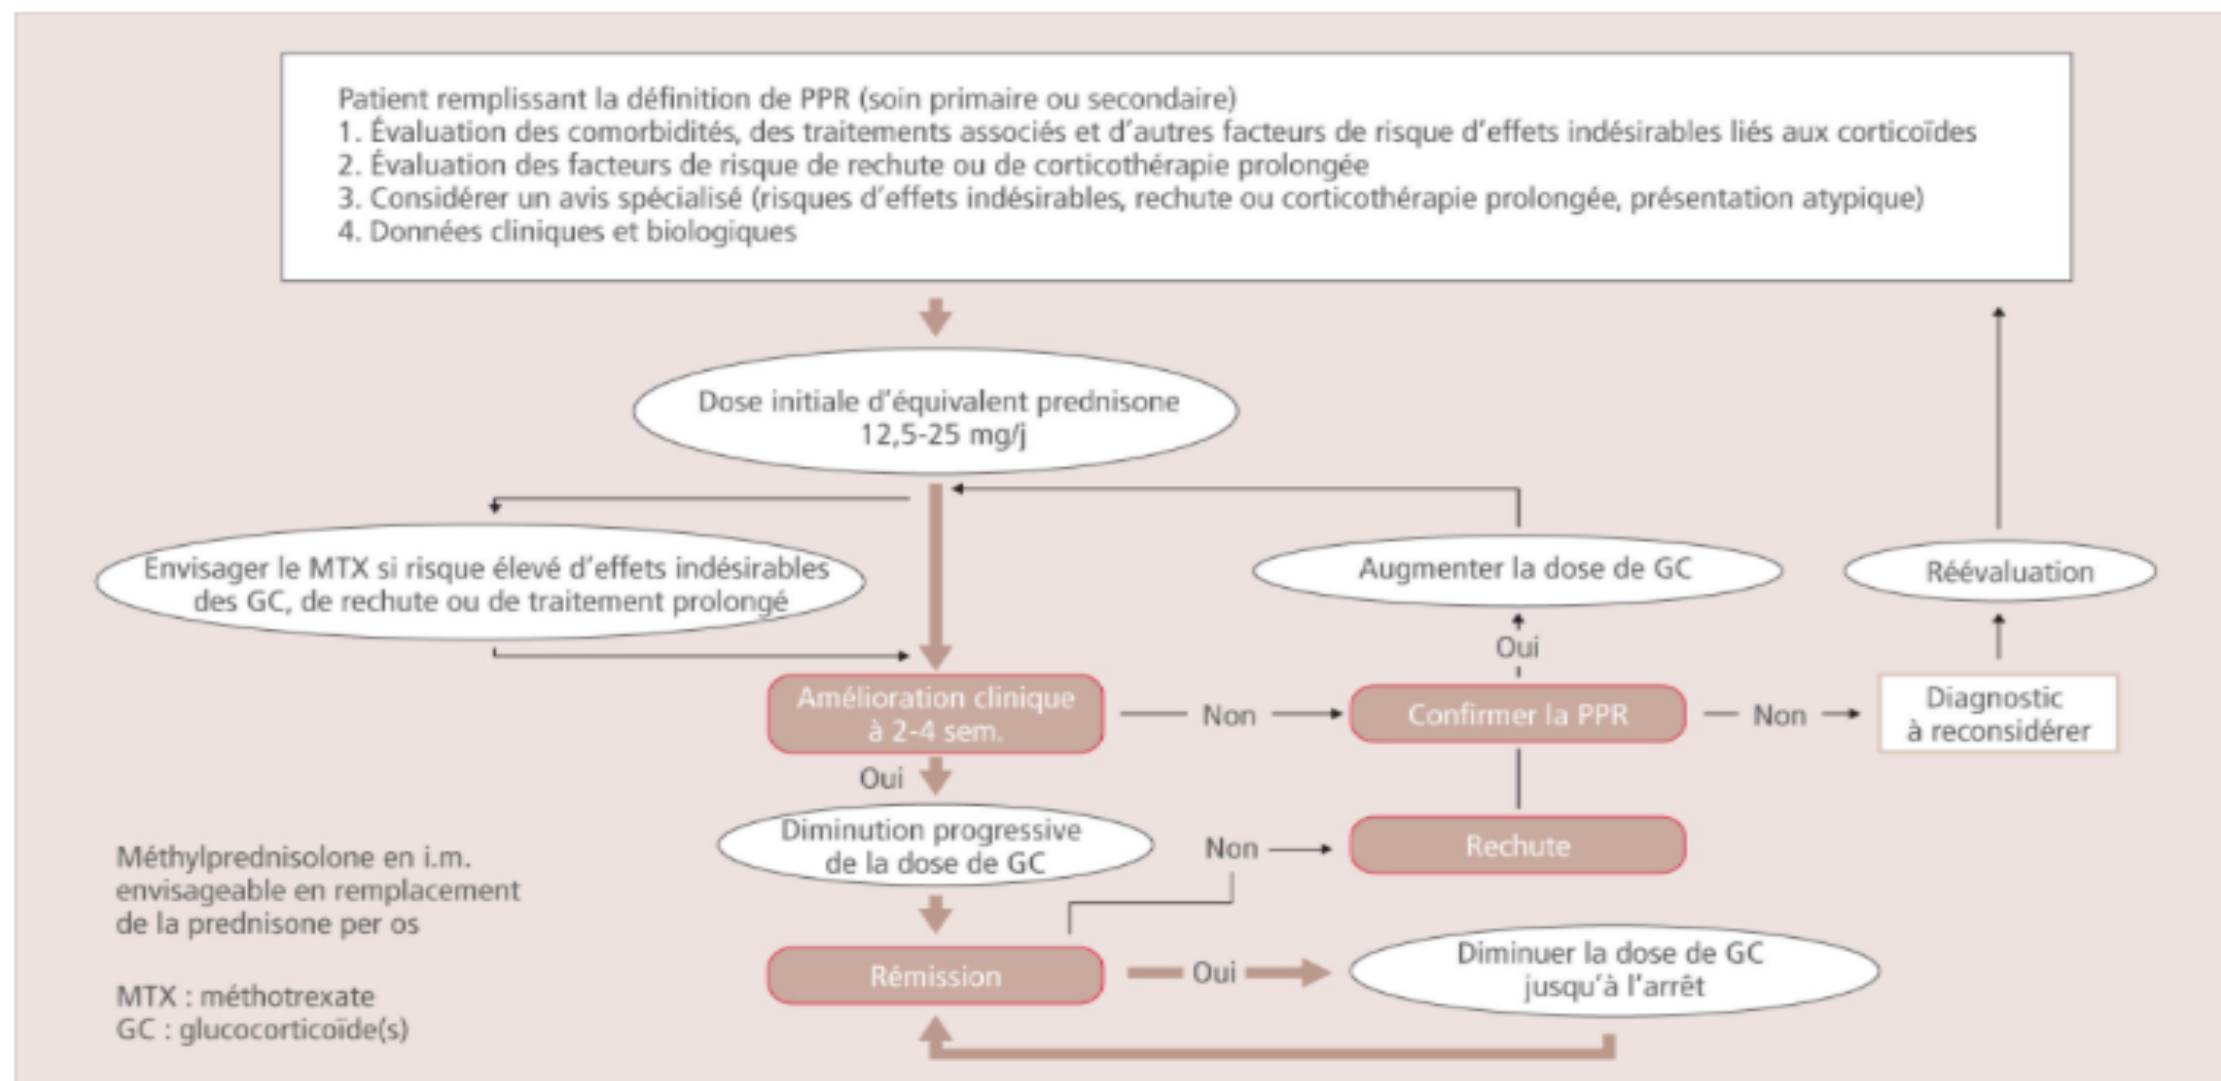 Patient remplissant la définition de PPR (soin primaire ou secondaire)
1. Évaluation des comorbidités, des traitements associés et d'autres facteurs de risque d'effets indésirables liés aux corticoïdes
2. Évaluation des facteurs de risque de rechute ou de corticothérapie prolongée
3. Considérer un avis spécialisé (risques d'effets indésirables, rechute ou corticothérapie prolongée, présentation atypique)
4. Données cliniques et biologiques
Dose initiale d'équivalent prednisone
12,5-25 mg/j
Envisager le MTX si risque élevé d'effets indésirables
des GC, de rechute ou de traitement prolongé
Augmenter la dose de GC
Réévaluation
Oui
Amélioration clinique
à 2-4 sem.
Non
Confirmer la PPR
Non
Diagnostic
à reconsidérer
Oui
Diminution progressive
de la dose de GC
Non
Rechute
Rémission
Oui
Diminuer la dose de GC
jusqu'à l'arrêt
Méthylprednisolone en i.m.
envisageable en remplacement
de la prednisone per os
MTX : méthotrexate
GC : glucocorticoïde(s)